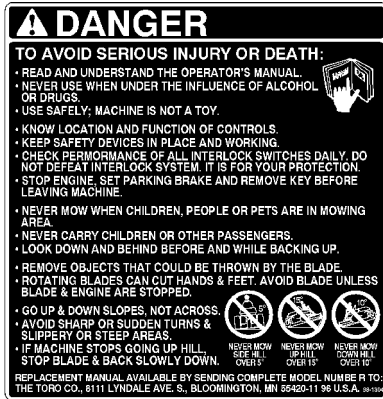 DANGER
TO AVOID SERIOUS INJURY OR DEATH:
• READ AND UNDERSTAND THE OPERATOR'S MANUAL.
• NEVER USE WHEN UNDER THE INFLUENCE OF ALCOHOL
OR DRUGS.
• USE SAFELY; MACHINE IS NOT A TOY.
• KNOW LOCATION AND FUNCTION OF CONTROLS.
• KEEP SAFETY DEVICES IN PLACE AND WORKING.
• CHECK PERMORMANCE OF ALL INTERLOCK SWITCHES DAILY. DO
NOT DEFEAT INTERLOCK SYSTEM. IT IS FOR YOUR PROTECTION.
• STOP ENGINE, SET PARKING BRAKE AND REMOVE KEY BEFORE
LEAVING MACHINE.
• NEVER MOW WHEN CHILDREN, PEOPLE OR PETS ARE IN MOWING
AREA.
• NEVER CARRY CHILDREN OR OTHER PASSENGERS.
• LOOK DOWN AND BEHIND BEFORE AND WHILE BACKING UP.
• REMOVE OBJECTS THAT COULD BE THROWN BY THE BLADE.
• ROTATING BLADES CAN CUT HANDS & FEET. AVOID BLADE UNLESS
BLADE & ENGINE ARE STOPPED.
• GO UP & DOWN SLOPES, NOT ACROSS.
• AVOID SHARP OR SUDDEN TURNS &
SLIPPERY OR STEEP AREAS.
• IF MACHINE STOPS GOING UP HILL,
STOP BLADE & BACK SLOWLY DOWN.
5°
15°
10°
NEVER MOW
SIDE HILL
OVER 5°
NEVER MOW
UP HILL
OVER 15°
NEVER MOW
DOWN HILL
OVER 10°
REPLACEMENT MANUAL AVAILABLE BY SENDING COMPLETE MODEL NUMBER TO:
THE TORO CO., 8111 LYNDALE AVE. S., BLOOMINGTON, MN 55420-11 96 U.S.A.